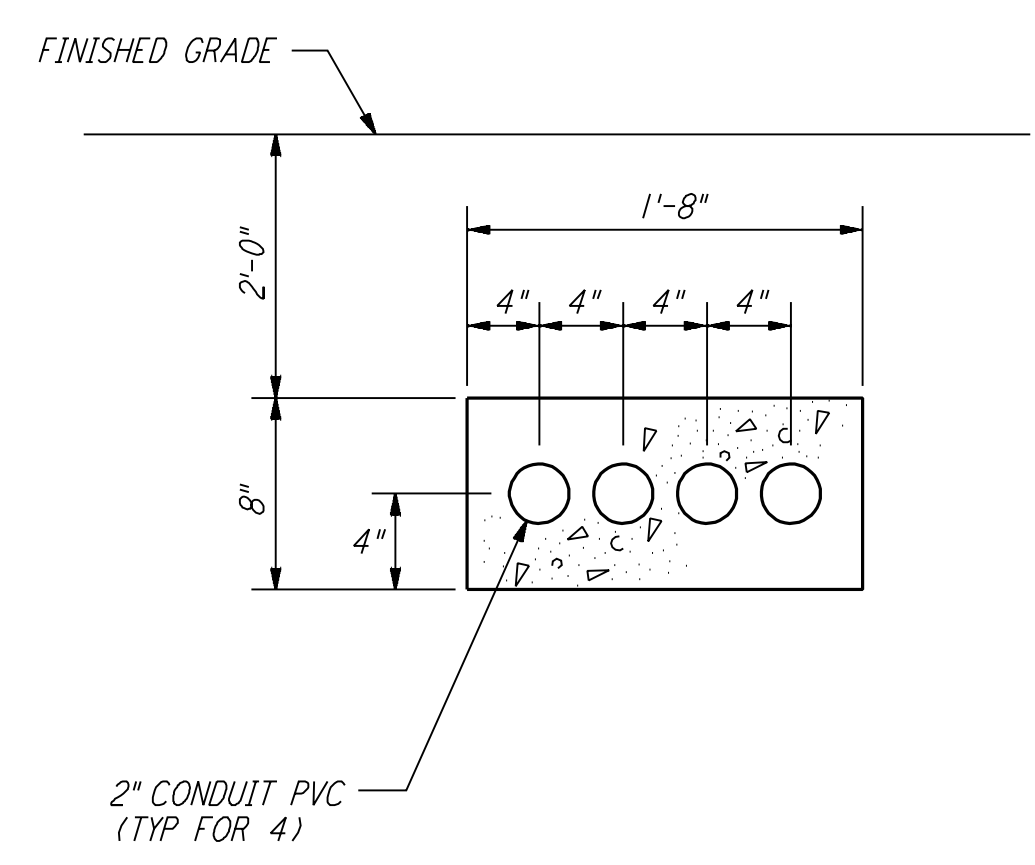 FINISHED GRADE
1'-8"
2'-0"
4" 4" 4" 4"
8"
4"
2" CONDUIT PVC
(TYP FOR 4)